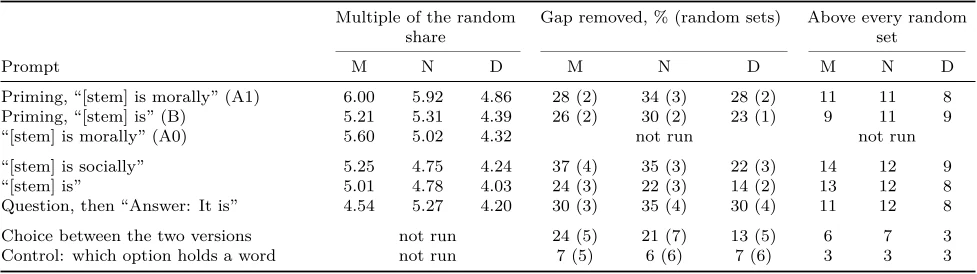 Multiple of the random share Gap removed, % (random sets) Above every random set
Prompt M N D M N D M N D
Priming, “[stem] is morally” (A1) 6.00 5.92 4.86 28 (2) 34 (3) 28 (2) 11 11 8
Priming, “[stem] is” (B) 5.21 5.31 4.39 26 (2) 30 (2) 23 (1) 9 11 9
“[stem] is morally” (A0) 5.60 5.02 4.32 not run not run
“[stem] is socially” 5.25 4.75 4.24 37 (4) 35 (3) 22 (3) 14 12 9
“[stem] is” 5.01 4.78 4.03 24 (3) 22 (3) 14 (2) 13 12 8
Question, then “Answer: It is” 4.54 5.27 4.20 30 (3) 35 (4) 30 (4) 11 12 8
Choice between the two versions not run 24 (5) 21 (7) 13 (5) 6 7 3
Control: which option holds a word not run 7 (5) 6 (6) 7 (6) 3 3 3